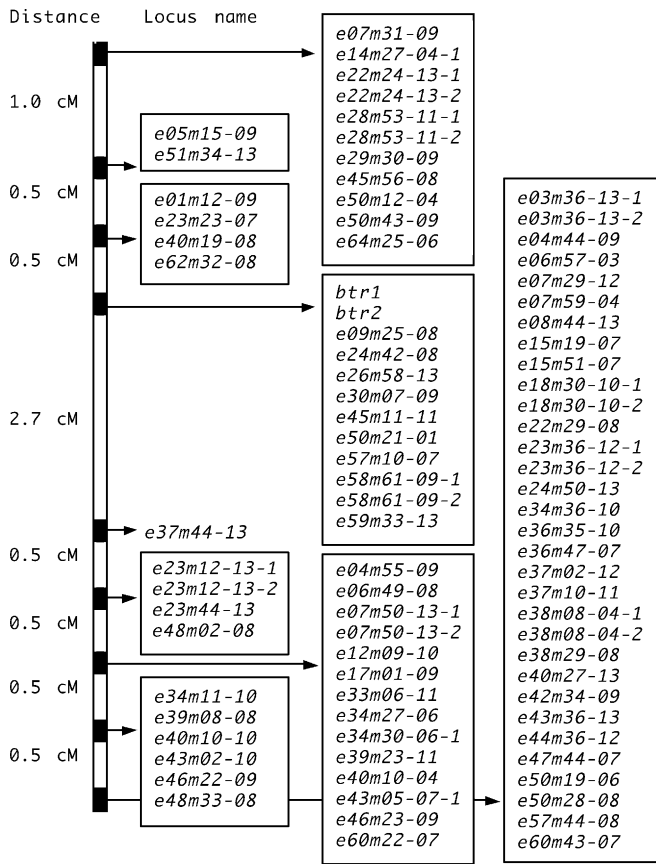 Distance Locus name
1.0 cM
0.5 cM
0.5 cM
2.7 cM
0.5 cM
0.5 cM
0.5 cM
0.5 cM
e07m31-09
e14m27-04-1
e22m24-13-1
e22m24-13-2
e28m53-11-1
e28m53-11-2
e29m30-09
e45m56-08
e50m12-04
e50m43-09
e64m25-06
e05m15-09
e51m34-13
e01m12-09
e23m23-07
e40m19-08
e62m32-08
btr1
btr2
e09m25-08
e24m42-08
e26m58-13
e30m07-09
e45m11-11
e50m21-01
e57m10-07
e58m61-09-1
e58m61-09-2
e59m33-13
e37m44-13
e23m12-13-1
e23m12-13-2
e23m44-13
e48m02-08
e04m55-09
e06m49-08
e07m50-13-1
e07m50-13-2
e12m09-10
e17m01-09
e33m06-11
e34m27-06
e34m30-06-1
e39m23-11
e40m10-04
e43m05-07-1
e46m23-09
e60m22-07
e34m11-10
e39m08-08
e40m10-10
e43m02-10
e46m22-09
e48m33-08
e03m36-13-1
e03m36-13-2
e04m44-09
e06m57-03
e07m29-12
e07m59-04
e08m44-13
e15m19-07
e15m51-07
e18m30-10-1
e18m30-10-2
e22m29-08
e23m36-12-1
e23m36-12-2
e24m50-13
e34m36-10
e36m35-10
e36m47-07
e37m02-12
e37m10-11
e38m08-04-1
e38m08-04-2
e38m29-08
e40m27-13
e42m34-09
e43m36-13
e44m36-12
e47m44-07
e50m19-06
e50m28-08
e57m44-08
e60m43-07